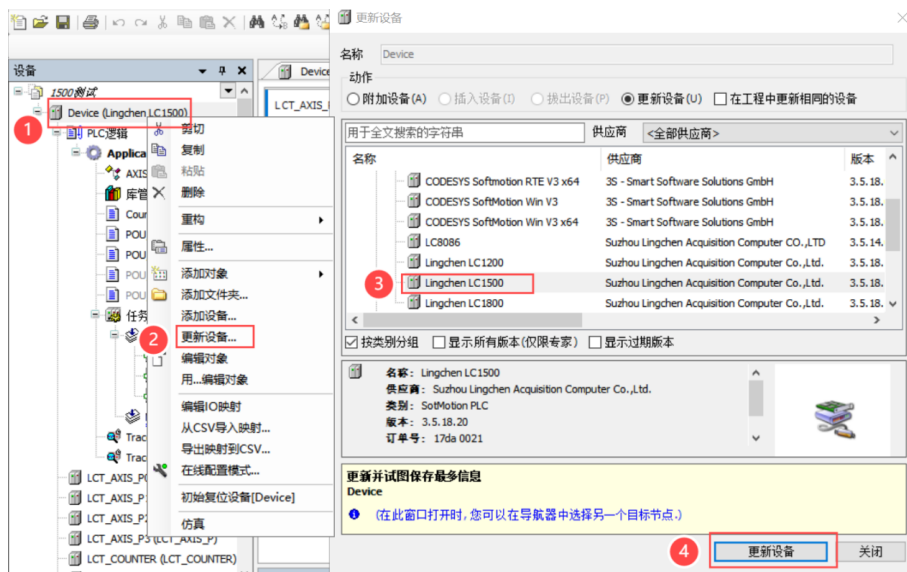 更新设备
名称 Device
动作
附加设备(A) 插入设备(I) 拔出设备(P) 更新设备(U) 在工程中更新相同的设备
用于全文搜索的字符串 供应商 <全部供应商>
名称 供应商 版本
CODESYS Softmotion RTE V3 x64 3S - Smart Software Solutions GmbH 3.5.18.
CODESYS SoftMotion Win V3 3S - Smart Software Solutions GmbH 3.5.18.
CODESYS SoftMotion Win V3 x64 3S - Smart Software Solutions GmbH 3.5.18.
LC8086 Suzhou Lingchen Acquisition Computer CO.,LTD 3.5.14.
Lingchen LC1200 Suzhou Lingchen Acquisition Computer Co.,Ltd. 3.5.18.
3 Lingchen LC1500 Suzhou Lingchen Acquisition Computer Co.,Ltd. 3.5.18.
Lingchen LC1800 Suzhou Lingchen Acquisition Computer Co.,Ltd. 3.5.18.
按类别分组 显示所有版本(仅限专家) 显示过期版本
名称: Lingchen LC1500
供应商: Suzhou Lingchen Acquisition Computer Co.,Ltd.
类别: SotMotion PLC
版本: 3.5.18.20
订单号: 17da 0021
更新并试图保存最多信息
Device
(在此窗口打开时,您可以在导航器中选择另一个目标节点.)
4 更新设备 关闭
设备
Device
1500测试
LCT_AXIS_
1 Device (Lingchen LC1500)
PLC逻辑
Applica
AXIS
库管
Coun
POU
POU
POU
POU
任务
Trac
Trac
LCT_AXIS_P0
LCT_AXIS_P1
LCT_AXIS_P2
LCT_AXIS_P3 (LCT_AXIS_P)
LCT_COUNTER (LCT_COUNTER)
剪切
复制
粘贴
删除
重构
属性...
添加对象
添加文件夹...
添加设备...
2 更新设备...
编辑对象
用...编辑对象
编辑IO映射
从CSV导入映射...
导出映射到CSV...
在线配置模式...
初始复位设备[Device]
仿真